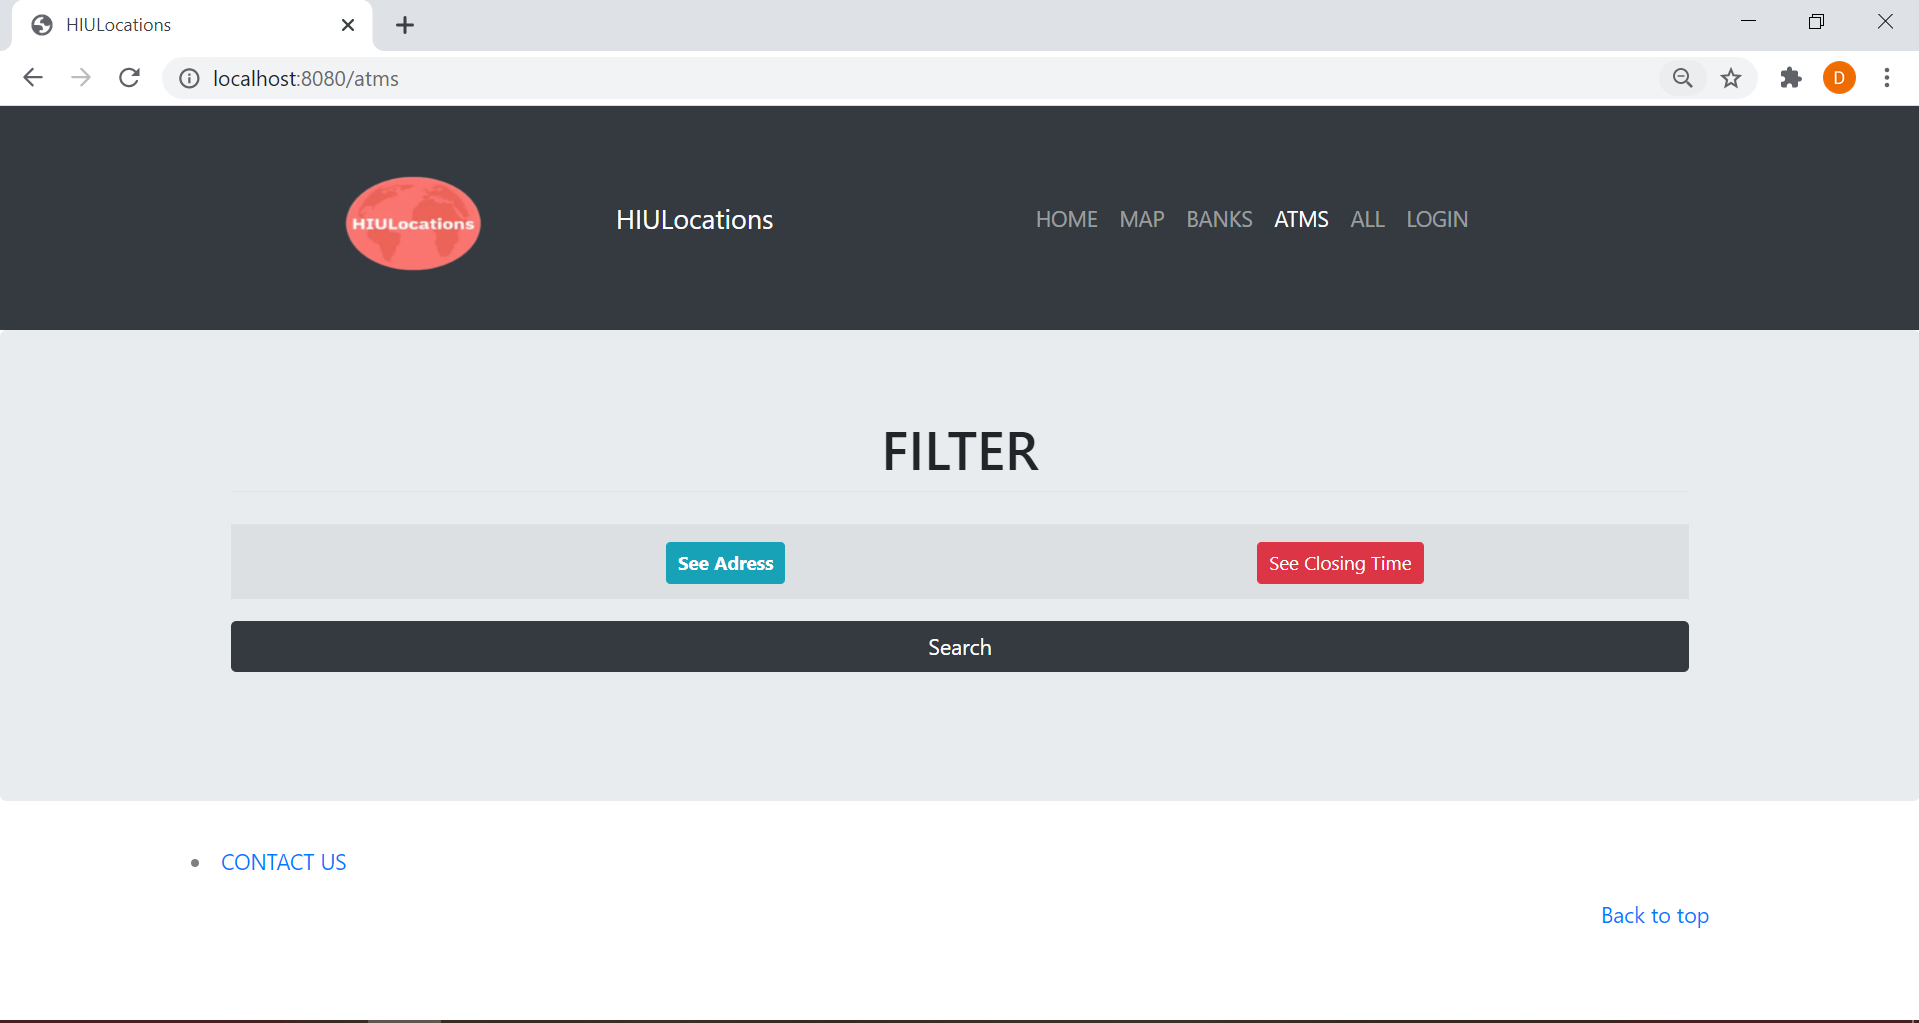 HIULocations
localhost:8080/atms
D
HIULocations
HIULocations
HOME MAP BANKS ATMS ALL LOGIN
FILTER
See Adress See Closing Time
Search
CONTACT US
Back to top